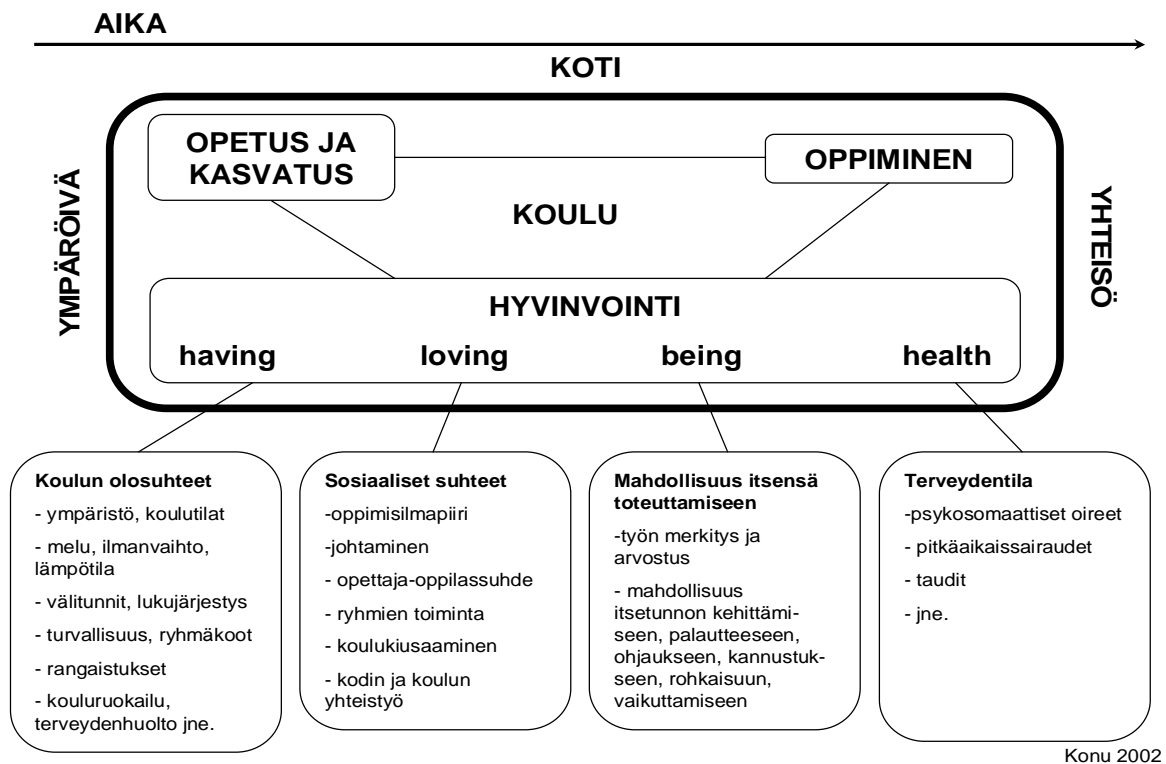 AIKA
KOTI
YMPÄRÖIVÄ
OPETUS JA
KASVATUS
OPPIMINEN
KOULU
YHTEISÖ
HYVINVOINTI
having loving being health
Koulun olosuhteet
- ympäristö, koulutilat
- melu, ilmanvaihto,
lämpötila
- välitunnit, lukujärjestys
- turvallisuus, ryhmäkoot
- rangaistukset
- kouluruokailu,
terveydenhuolto jne.
Sosiaaliset suhteet
-oppimisilmapiiri
-johtaminen
- opettaja-oppilassuhde
- ryhmien toiminta
- koulukiusaaminen
- kodin ja koulun
yhteistyö
Mahdollisuus itsensä
toteuttamiseen
-työn merkitys ja
arvostus
- mahdollisuus
itsetunnon kehittämi-
seen, palautteeseen,
ohjaukseen, kannustuk-
seen, rohkaisuun,
vaikuttamiseen
Terveydentila
-psykosomaattiset oireet
- pitkäaikaissairaudet
- taudit
- jne.
Konu 2002